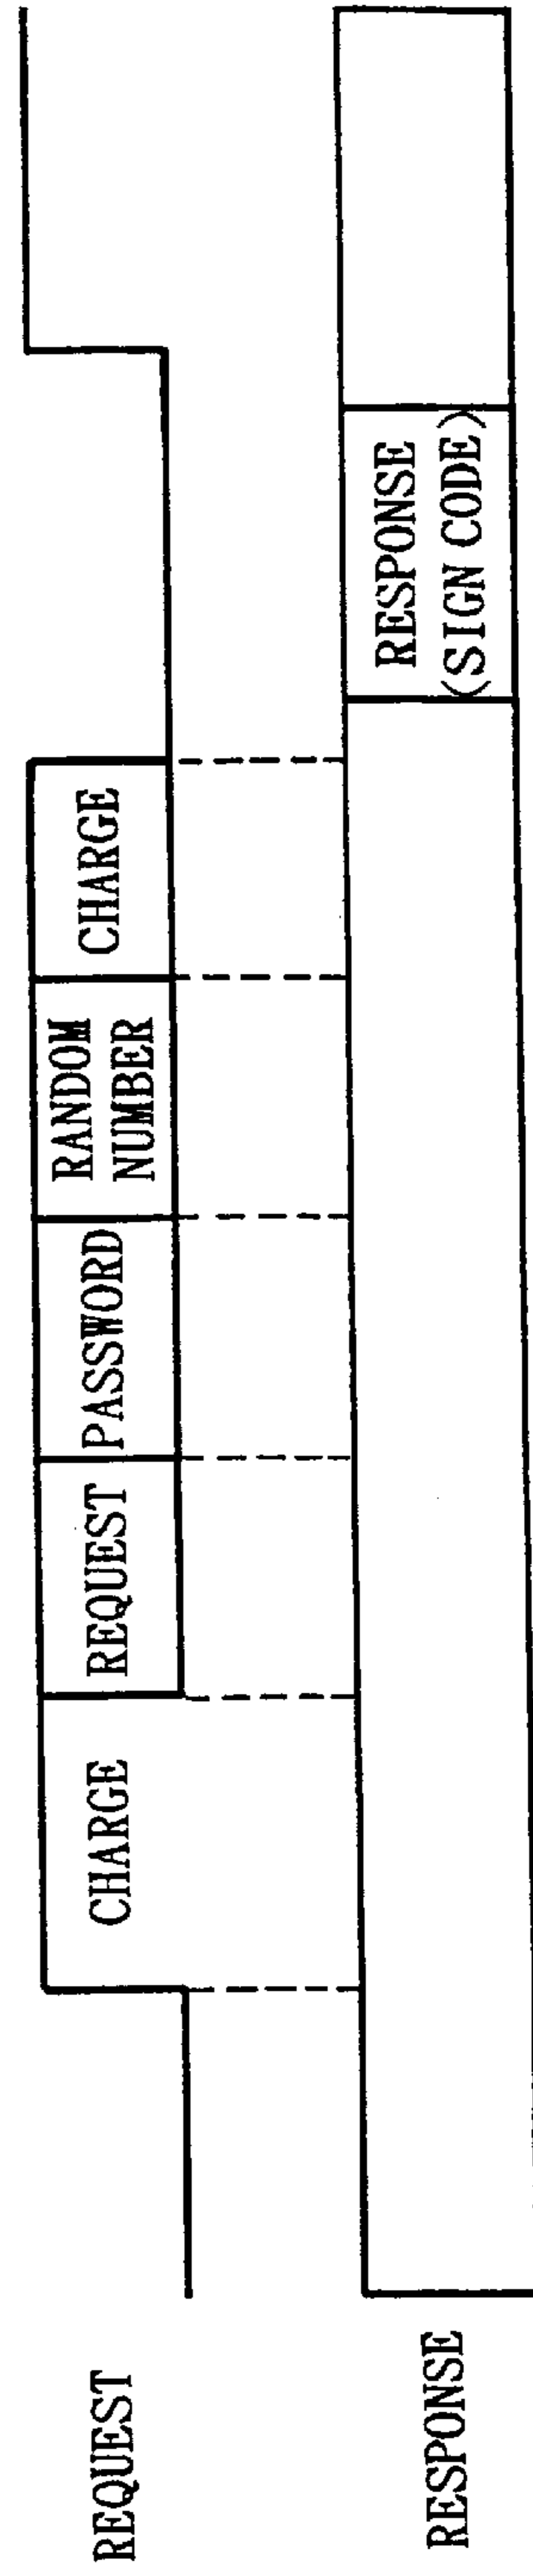 REQUEST
CHARGE
REQUEST
PASSWORD
RANDOM
NUMBER
CHARGE
RESPONSE
RESPONSE
(SIGN CODE)